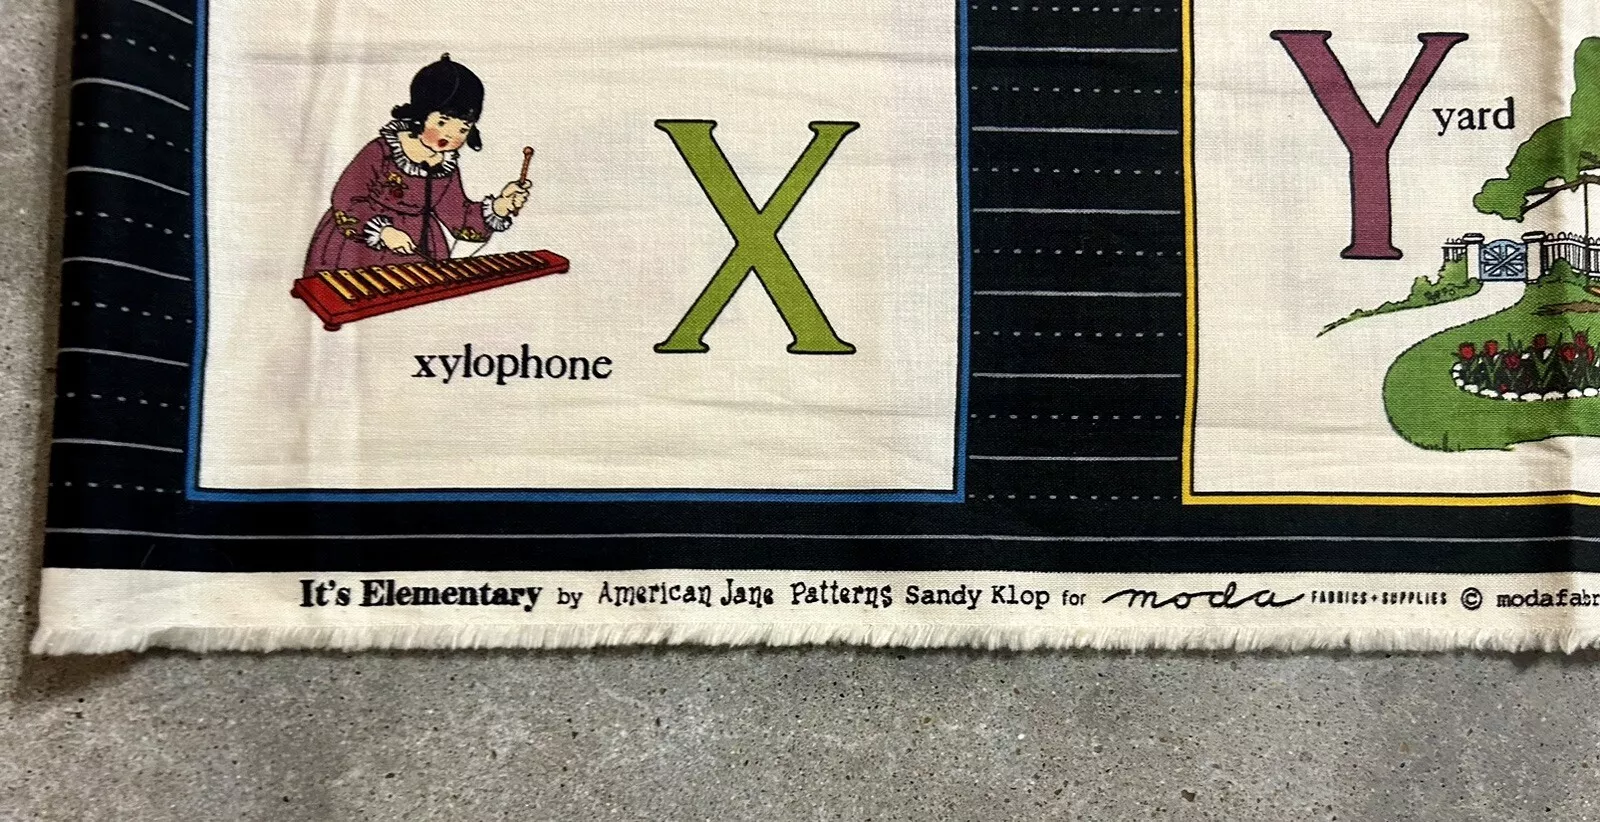 X
xylophone
Y
yard
It's Elementary by American Jane Patterns Sandy Klop for moda FABRICS + SUPPLIES © modafabr